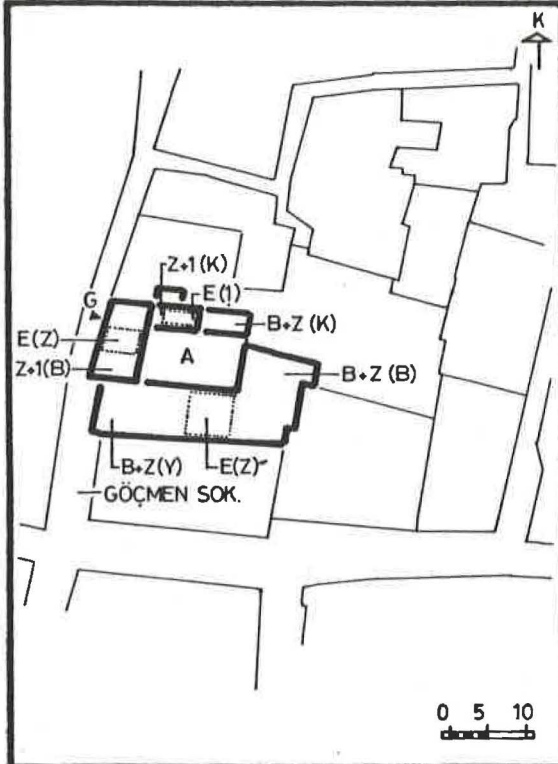 K
Z+1(K)
G
E(1)
B+Z(K)
E(Z)
A
Z+1(B)
B+Z(B)
B+Z(Y)
E(Z)
GÖÇMEN SOK.
0 5 10